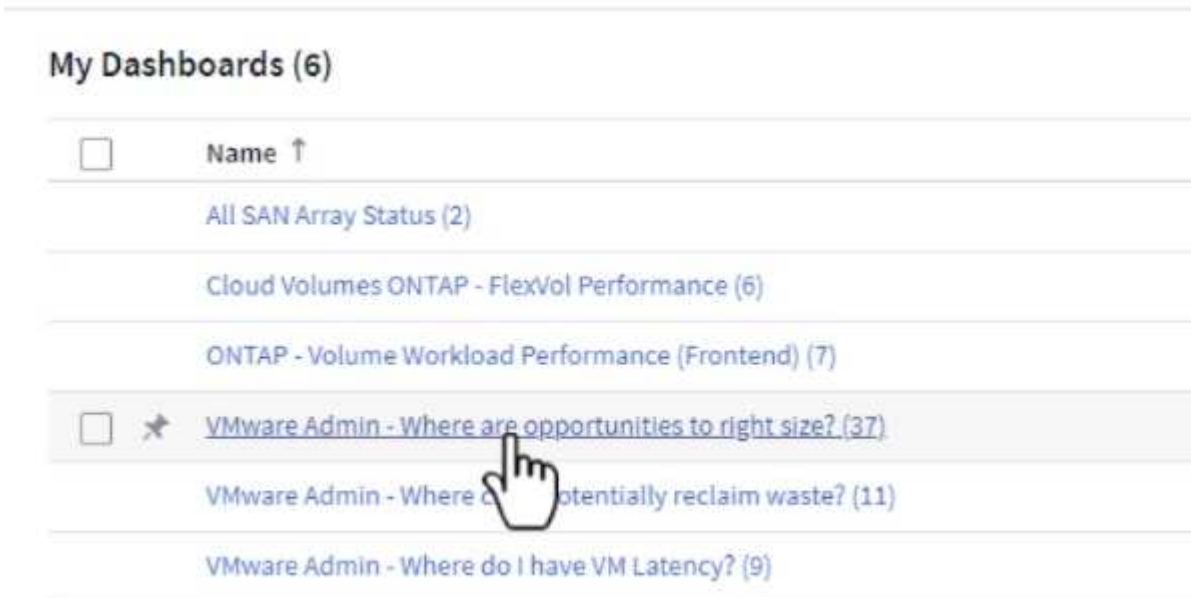 My Dashboards (6)
Name ↑
All SAN Array Status (2)
Cloud Volumes ONTAP - FlexVol Performance (6)
ONTAP - Volume Workload Performance (Frontend) (7)
VMware Admin - Where are opportunities to right size? (37)
VMware Admin - Where reclaim waste? (11)
VMware Admin - Where do I have VM Latency? (9)